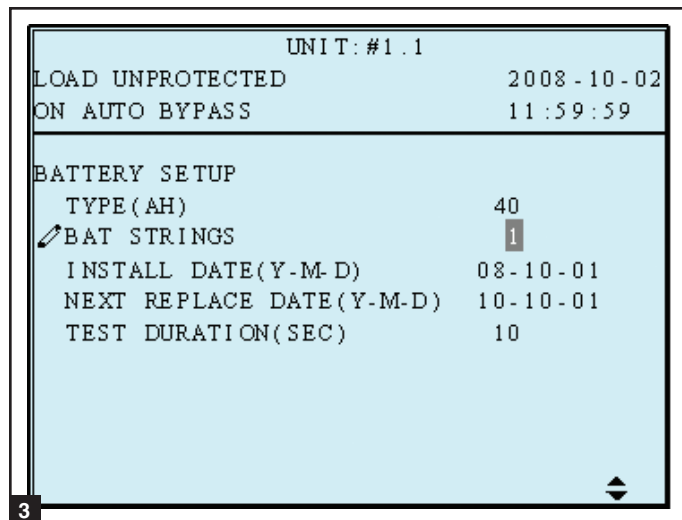 UNIT:#1.1
LOAD UNPROTECTED 2008-10-02
ON AUTO BYPASS 11:59:59
BATTERY SETUP
TYPE(AH) 40
BAT STRINGS 1
INSTALL DATE(Y-M-D) 08-10-01
NEXT REPLACE DATE(Y-M-D) 10-10-01
TEST DURATION(SEC) 10
3